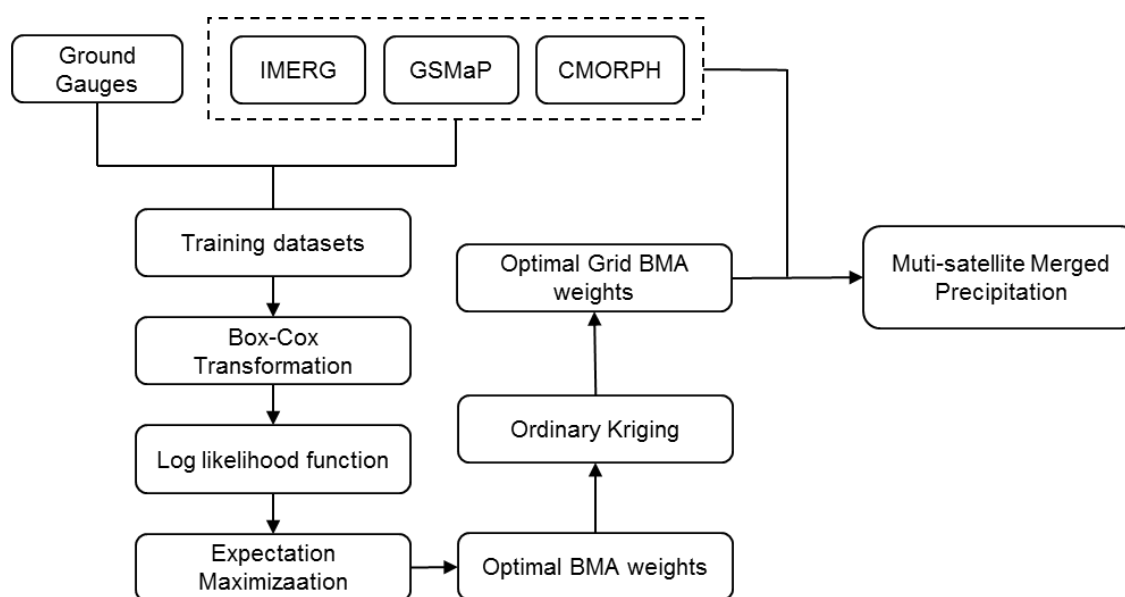 Ground
Gauges
IMERG
GSMaP
CMORPH
Training datasets
Box-Cox
Transformation
Log likelihood function
Expectation
Maximizaation
Optimal BMA weights
Ordinary Kriging
Optimal Grid BMA
weights
Muti-satellite Merged
Precipitation